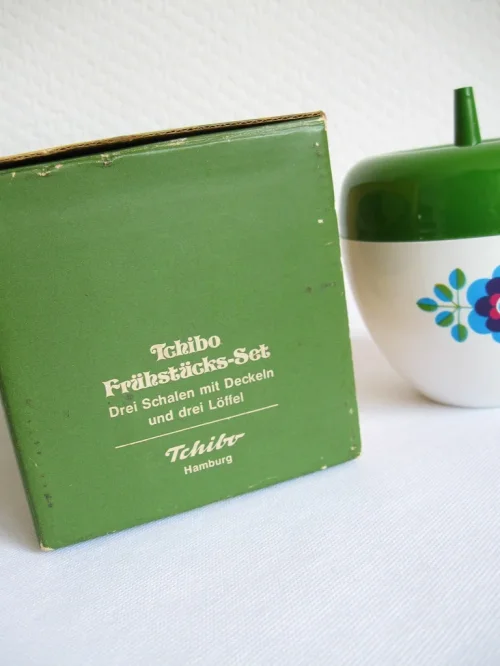 Tchibo
Frühstücks-Set
Drei Schalen mit Deckeln
und drei Löffel
Tchibo
Hamburg